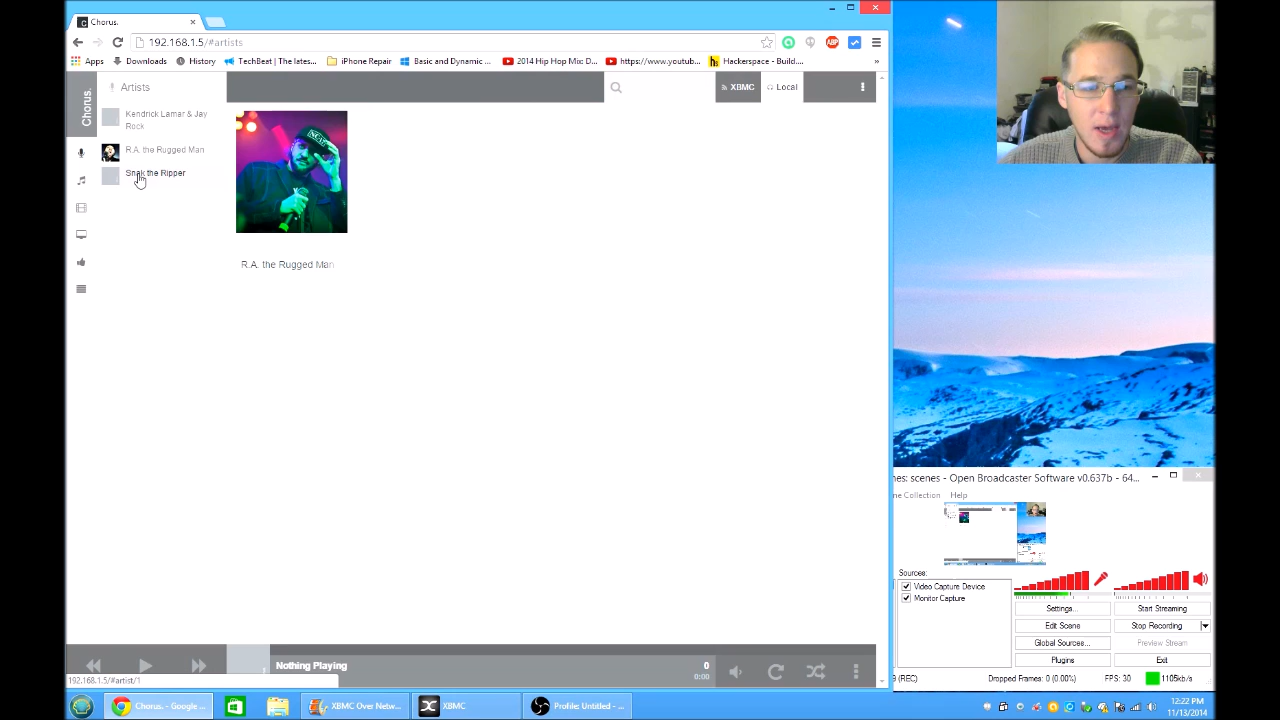 Chorus.
192.168.1.5/#artists
Apps
Downloads
History
TechBeat | The lates...
iPhone Repair
Basic and Dynamic ...
2014 Hip Hop Mix: D...
https://www.youtub...
Hackerspace - Build....
»
Chorus.
Artists
XBMC
Local
Kendrick Lamar & Jay
Rock
R.A. the Rugged Man
Snak the Ripper
R.A. the Rugged Man
nes: scenes - Open Broadcaster Software v0.637b - 64...
ne Collection
Help
Sources:
Video Capture Device
Monitor Capture
Settings...
Start Streaming
Edit Scene
Stop Recording
Global Sources...
Preview Stream
Plugins
Exit
(REC)
Dropped Frames: 0 (0.00%)
FPS: 30
1105kb/s
Nothing Playing
0
0:00
192.168.1.5/#artist/1
Chorus. - Google ...
XBMC Over Netw...
XBMC
Profile: Untitled - ...
12:22 PM
11/13/2014